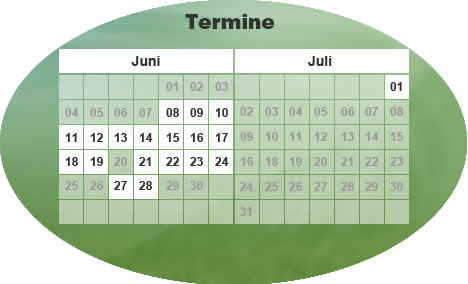 Termine
Juni Juli
01 02 03 01
04 05 06 07 08 09 10 02 03 04 05 06 07 08
11 12 13 14 15 16 17 09 10 11 12 13 14 15
18 19 20 21 22 23 24 16 17 18 19 20 21 22
25 26 27 28 29 30 24 25 26 27 28 29 30
31